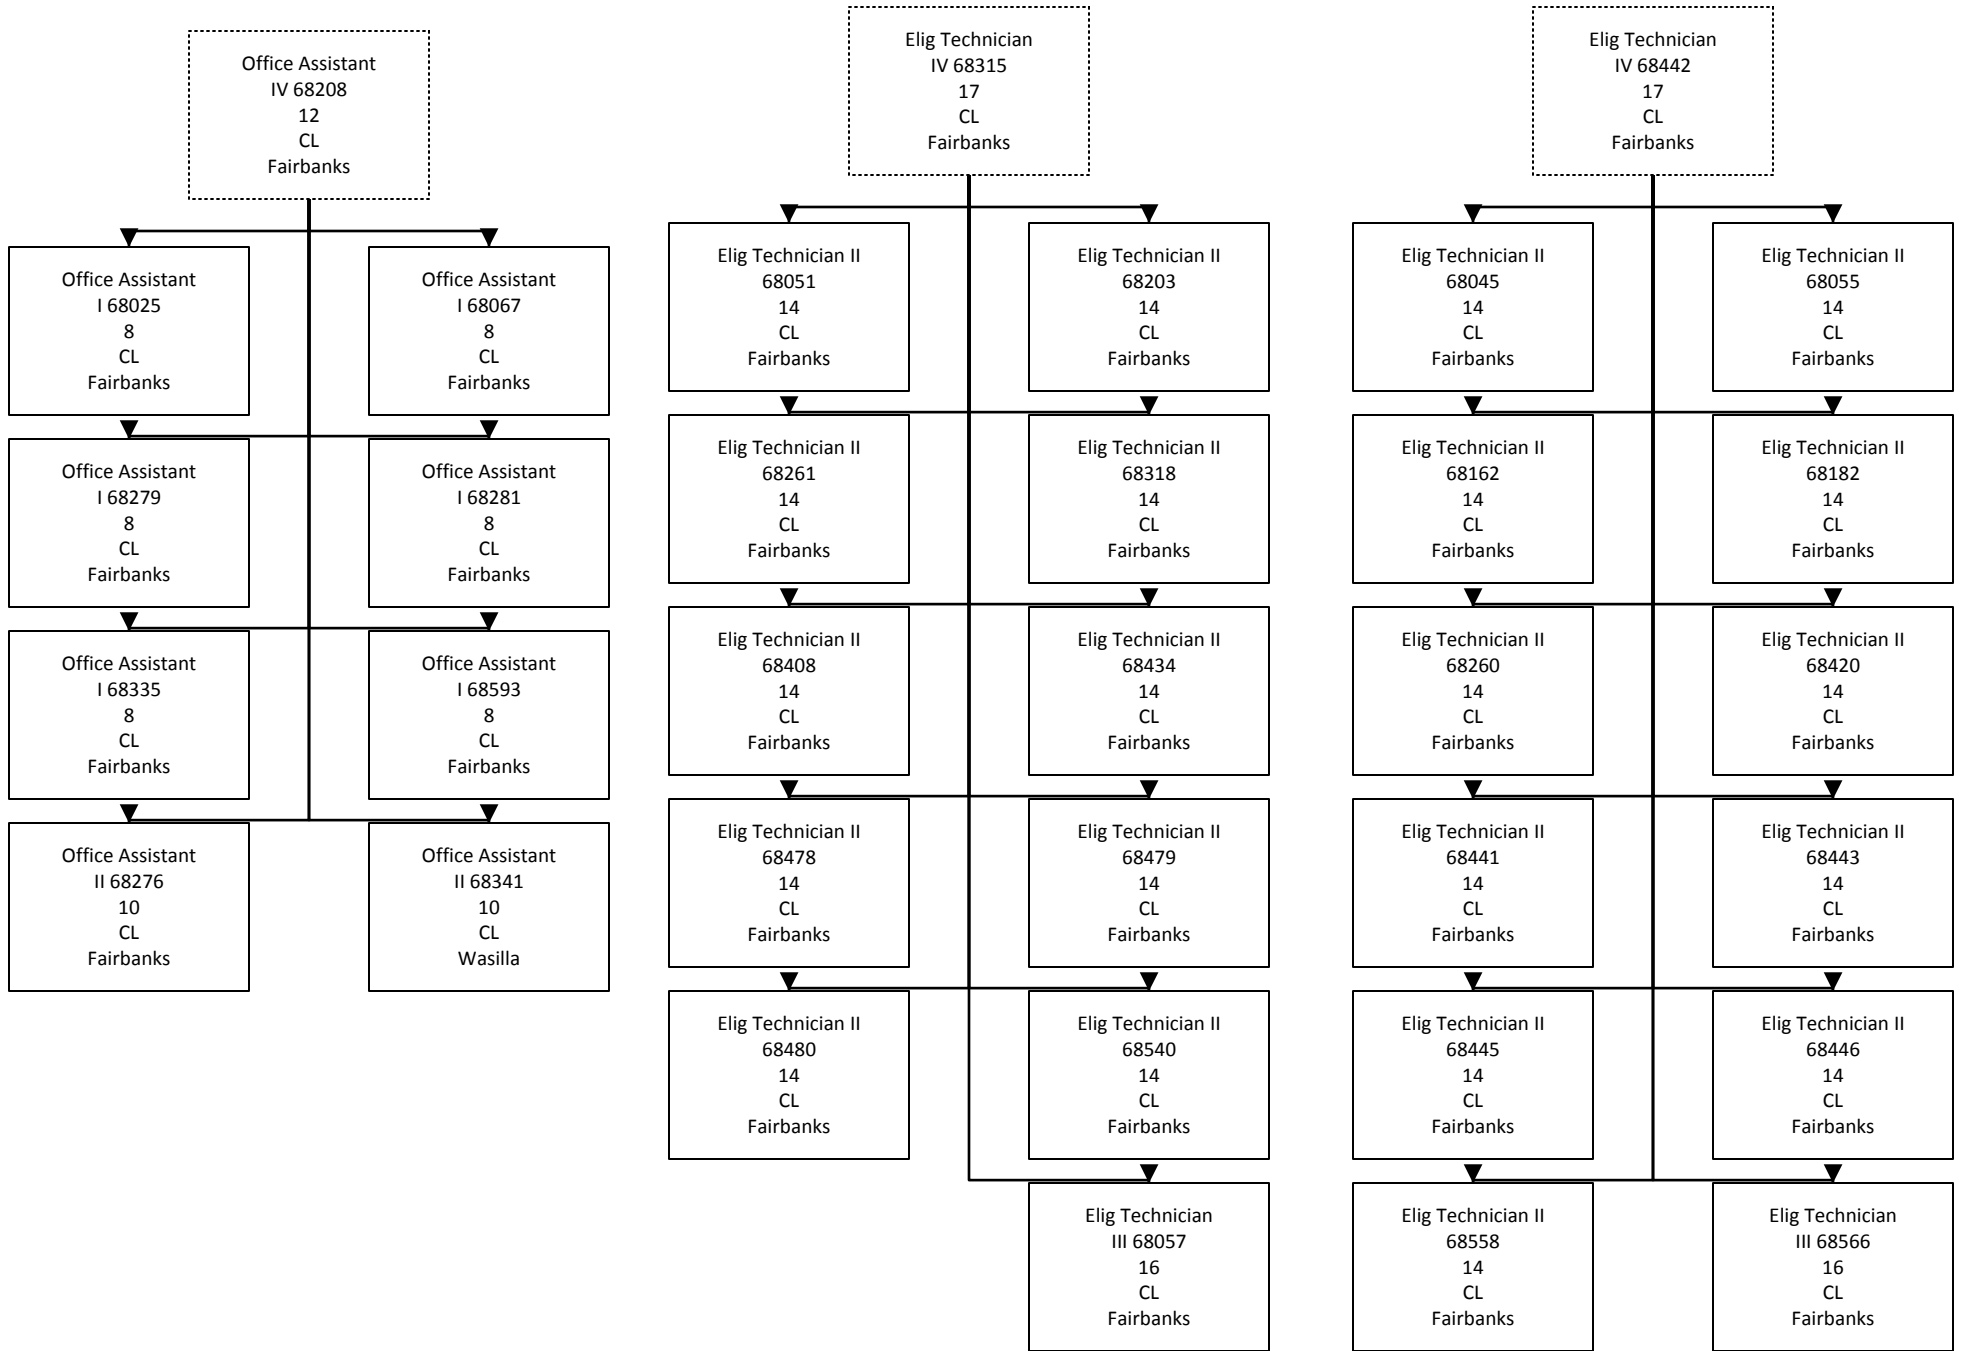 Office Assistant
IV 68208
12
CL
Fairbanks
Office Assistant
I 68025
8
CL
Fairbanks
Office Assistant
I 68067
8
CL
Fairbanks
Office Assistant
I 68279
8
CL
Fairbanks
Office Assistant
I 68281
8
CL
Fairbanks
Office Assistant
I 68335
8
CL
Fairbanks
Office Assistant
I 68593
8
CL
Fairbanks
Office Assistant
II 68276
10
CL
Fairbanks
Office Assistant
II 68341
10
CL
Wasilla
Elig Technician
IV 68315
17
CL
Fairbanks
Elig Technician II
68051
14
CL
Fairbanks
Elig Technician II
68203
14
CL
Fairbanks
Elig Technician II
68261
14
CL
Fairbanks
Elig Technician II
68318
14
CL
Fairbanks
Elig Technician II
68408
14
CL
Fairbanks
Elig Technician II
68434
14
CL
Fairbanks
Elig Technician II
68478
14
CL
Fairbanks
Elig Technician II
68479
14
CL
Fairbanks
Elig Technician II
68480
14
CL
Fairbanks
Elig Technician II
68540
14
CL
Fairbanks
Elig Technician
III 68057
16
CL
Fairbanks
Elig Technician
IV 68442
17
CL
Fairbanks
Elig Technician II
68045
14
CL
Fairbanks
Elig Technician II
68055
14
CL
Fairbanks
Elig Technician II
68162
14
CL
Fairbanks
Elig Technician II
68182
14
CL
Fairbanks
Elig Technician II
68260
14
CL
Fairbanks
Elig Technician II
68420
14
CL
Fairbanks
Elig Technician II
68441
14
CL
Fairbanks
Elig Technician II
68443
14
CL
Fairbanks
Elig Technician II
68445
14
CL
Fairbanks
Elig Technician II
68446
14
CL
Fairbanks
Elig Technician II
68558
14
CL
Fairbanks
Elig Technician
III 68566
16
CL
Fairbanks